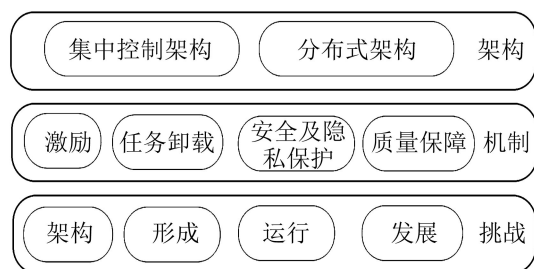 集中控制架构 分布式架构 架构
激励 任务卸载 安全及隐私保护 质量保障 机制
架构 形成 运行 发展 挑战